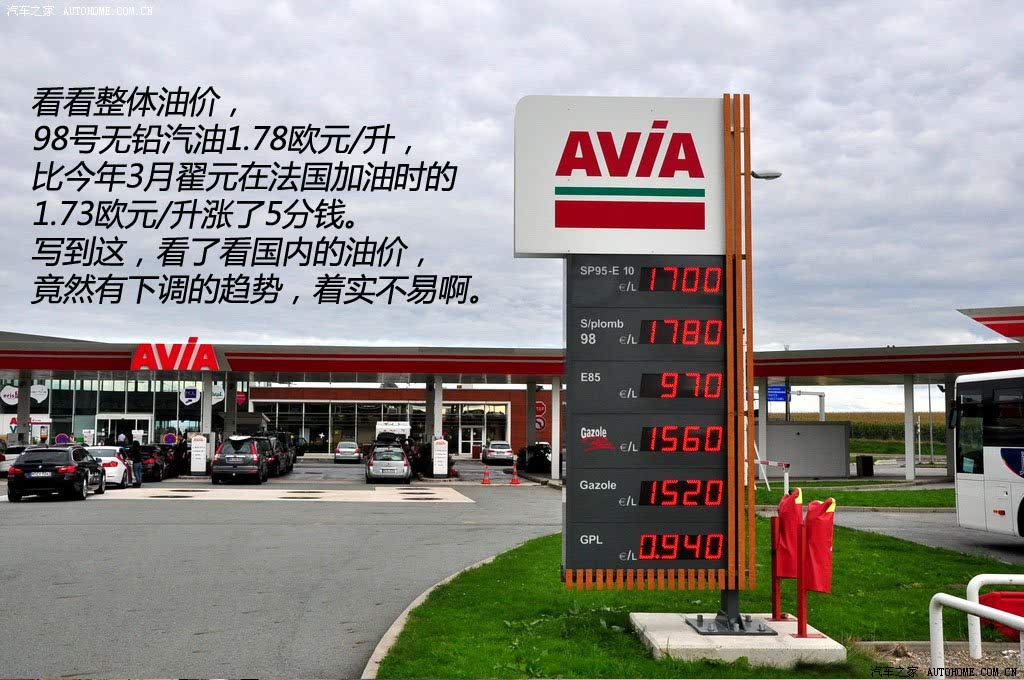 汽车之家 AUTOHOME.COM.CN
看看整体油价，
98号无铅汽油1.78欧元/升，
比今年3月翟元在法国加油时的
1.73欧元/升涨了5分钱。
写到这，看了看国内的油价，
竟然有下调的趋势，着实不易啊。
AVIA
SP95-E 10 €/L 1700
S/plomb 98 €/L 1780
E85 €/L 970
Gazole €/L 1560
Gazole €/L 1520
GPL €/L 0.940
AVIA
STOP
汽车之家 AUTOHOME.COM.CN